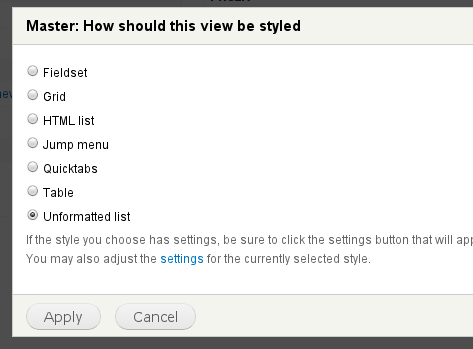 Master: How should this view be styled
Fieldset
Grid
HTML list
Jump menu
Quicktabs
Table
Unformatted list
If the style you choose has settings, be sure to click the settings button that will
You may also adjust the settings for the currently selected style.
Apply
Cancel